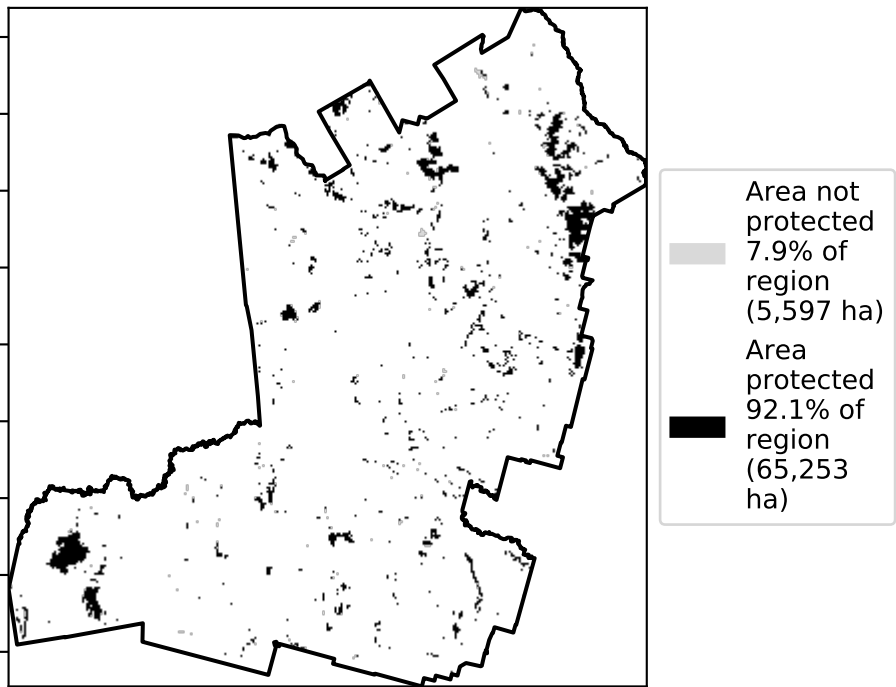 Area not
protected
7.9% of
region
(5,597 ha)
Area
protected
92.1% of
region
(65,253
ha)